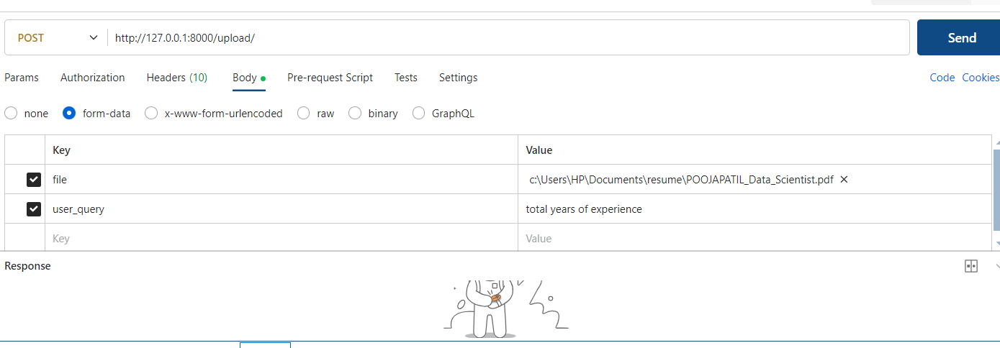 POST http://127.0.0.1:8000/upload/ Send
Params Authorization Headers (10) Body Pre-request Script Tests Settings Code Cookies
none form-data x-www-form-urlencoded raw binary GraphQL
Key Value
file c:\Users\HP\Documents\resume\POOJAPATIL_Data_Scientist.pdf
user_query total years of experience
Key Value
Response